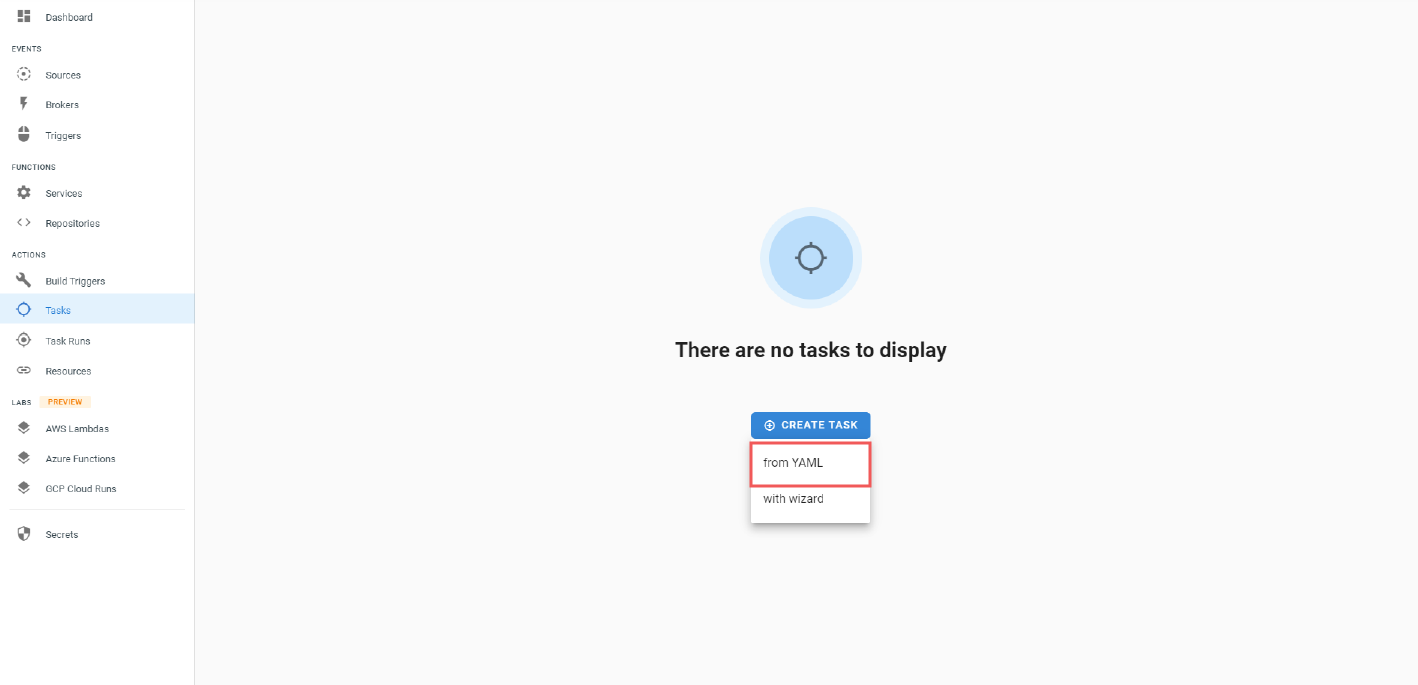 Dashboard
EVENTS
Sources
Brokers
Triggers
FUNCTIONS
Services
Repositories
ACTIONS
Build Triggers
Tasks
Task Runs
Resources
LABS PREVIEW
AWS Lambdas
Azure Functions
GCP Cloud Runs
Secrets
There are no tasks to display
CREATE TASK
from YAML
with wizard